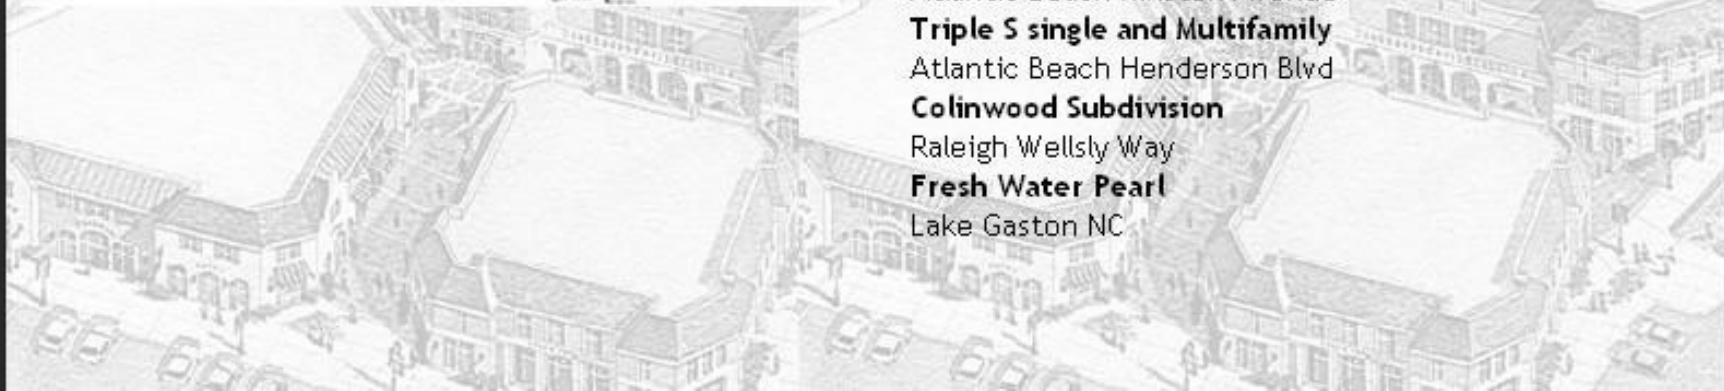 Triple S single and Multifamily
Atlantic Beach Henderson Blvd
Colinwood Subdivision
Raleigh Wellsly Way
Fresh Water Pearl
Lake Gaston NC